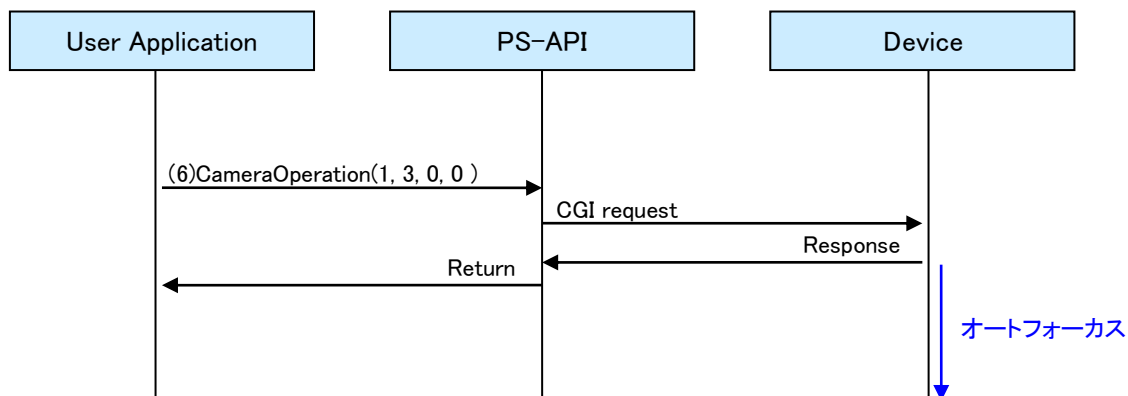 User Application
PS-API
Device
(6)CameraOperation(1, 3, 0, 0 )
CGI request
Response
Return
オートフォーカス